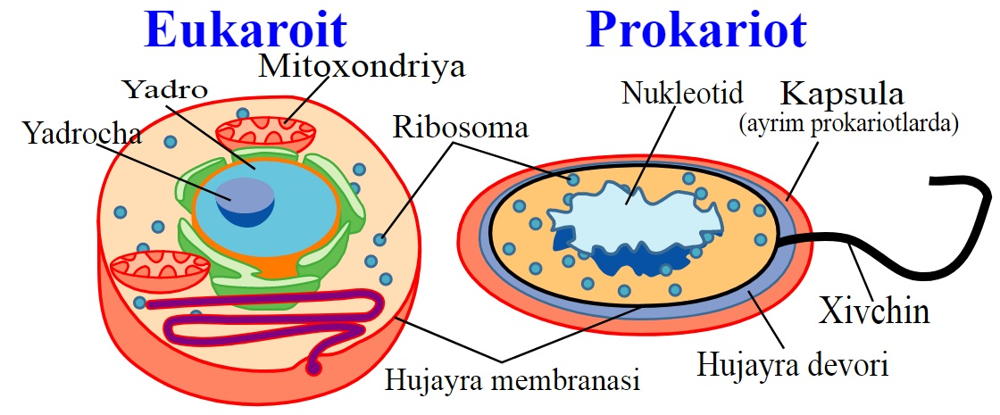 Eukaroit
Prokariot
Mitoxondriya
Yadro
Yadrocha
Ribosoma
Nukleotid
Kapsula
(ayrim prokariotlarda)
Xivchin
Hujayra devori
Hujayra membranasi